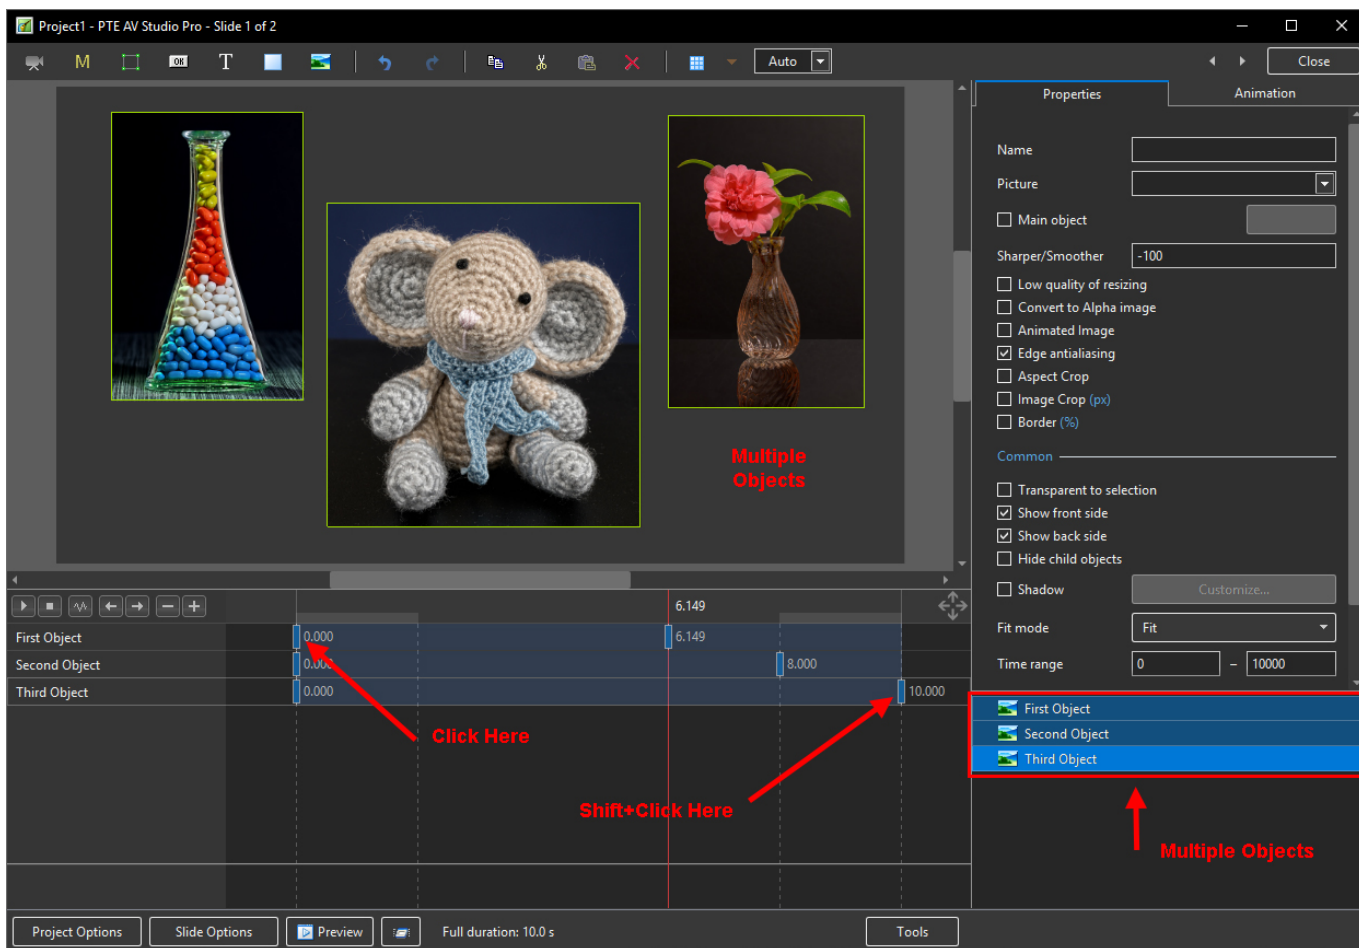 Project1 - PTE AV Studio Pro - Slide 1 of 2
M OK T Auto Close
Properties Animation
Name
Picture
Main object
Sharper/Smoother -100
Low quality of resizing
Convert to Alpha image
Animated Image
Edge antialiasing
Aspect Crop
Image Crop (px)
Border (%)
Common
Transparent to selection
Show front side
Show back side
Hide child objects
Shadow Customize...
Fit mode Fit
Time range 0 – 10000
Multiple
Objects
6.149
First Object 0.000 6.149
Second Object 0.000 8.000
Third Object 0.000 10.000
Click Here
Shift+Click Here
First Object
Second Object
Third Object
Multiple Objects
Project Options Slide Options Preview Full duration: 10.0 s Tools